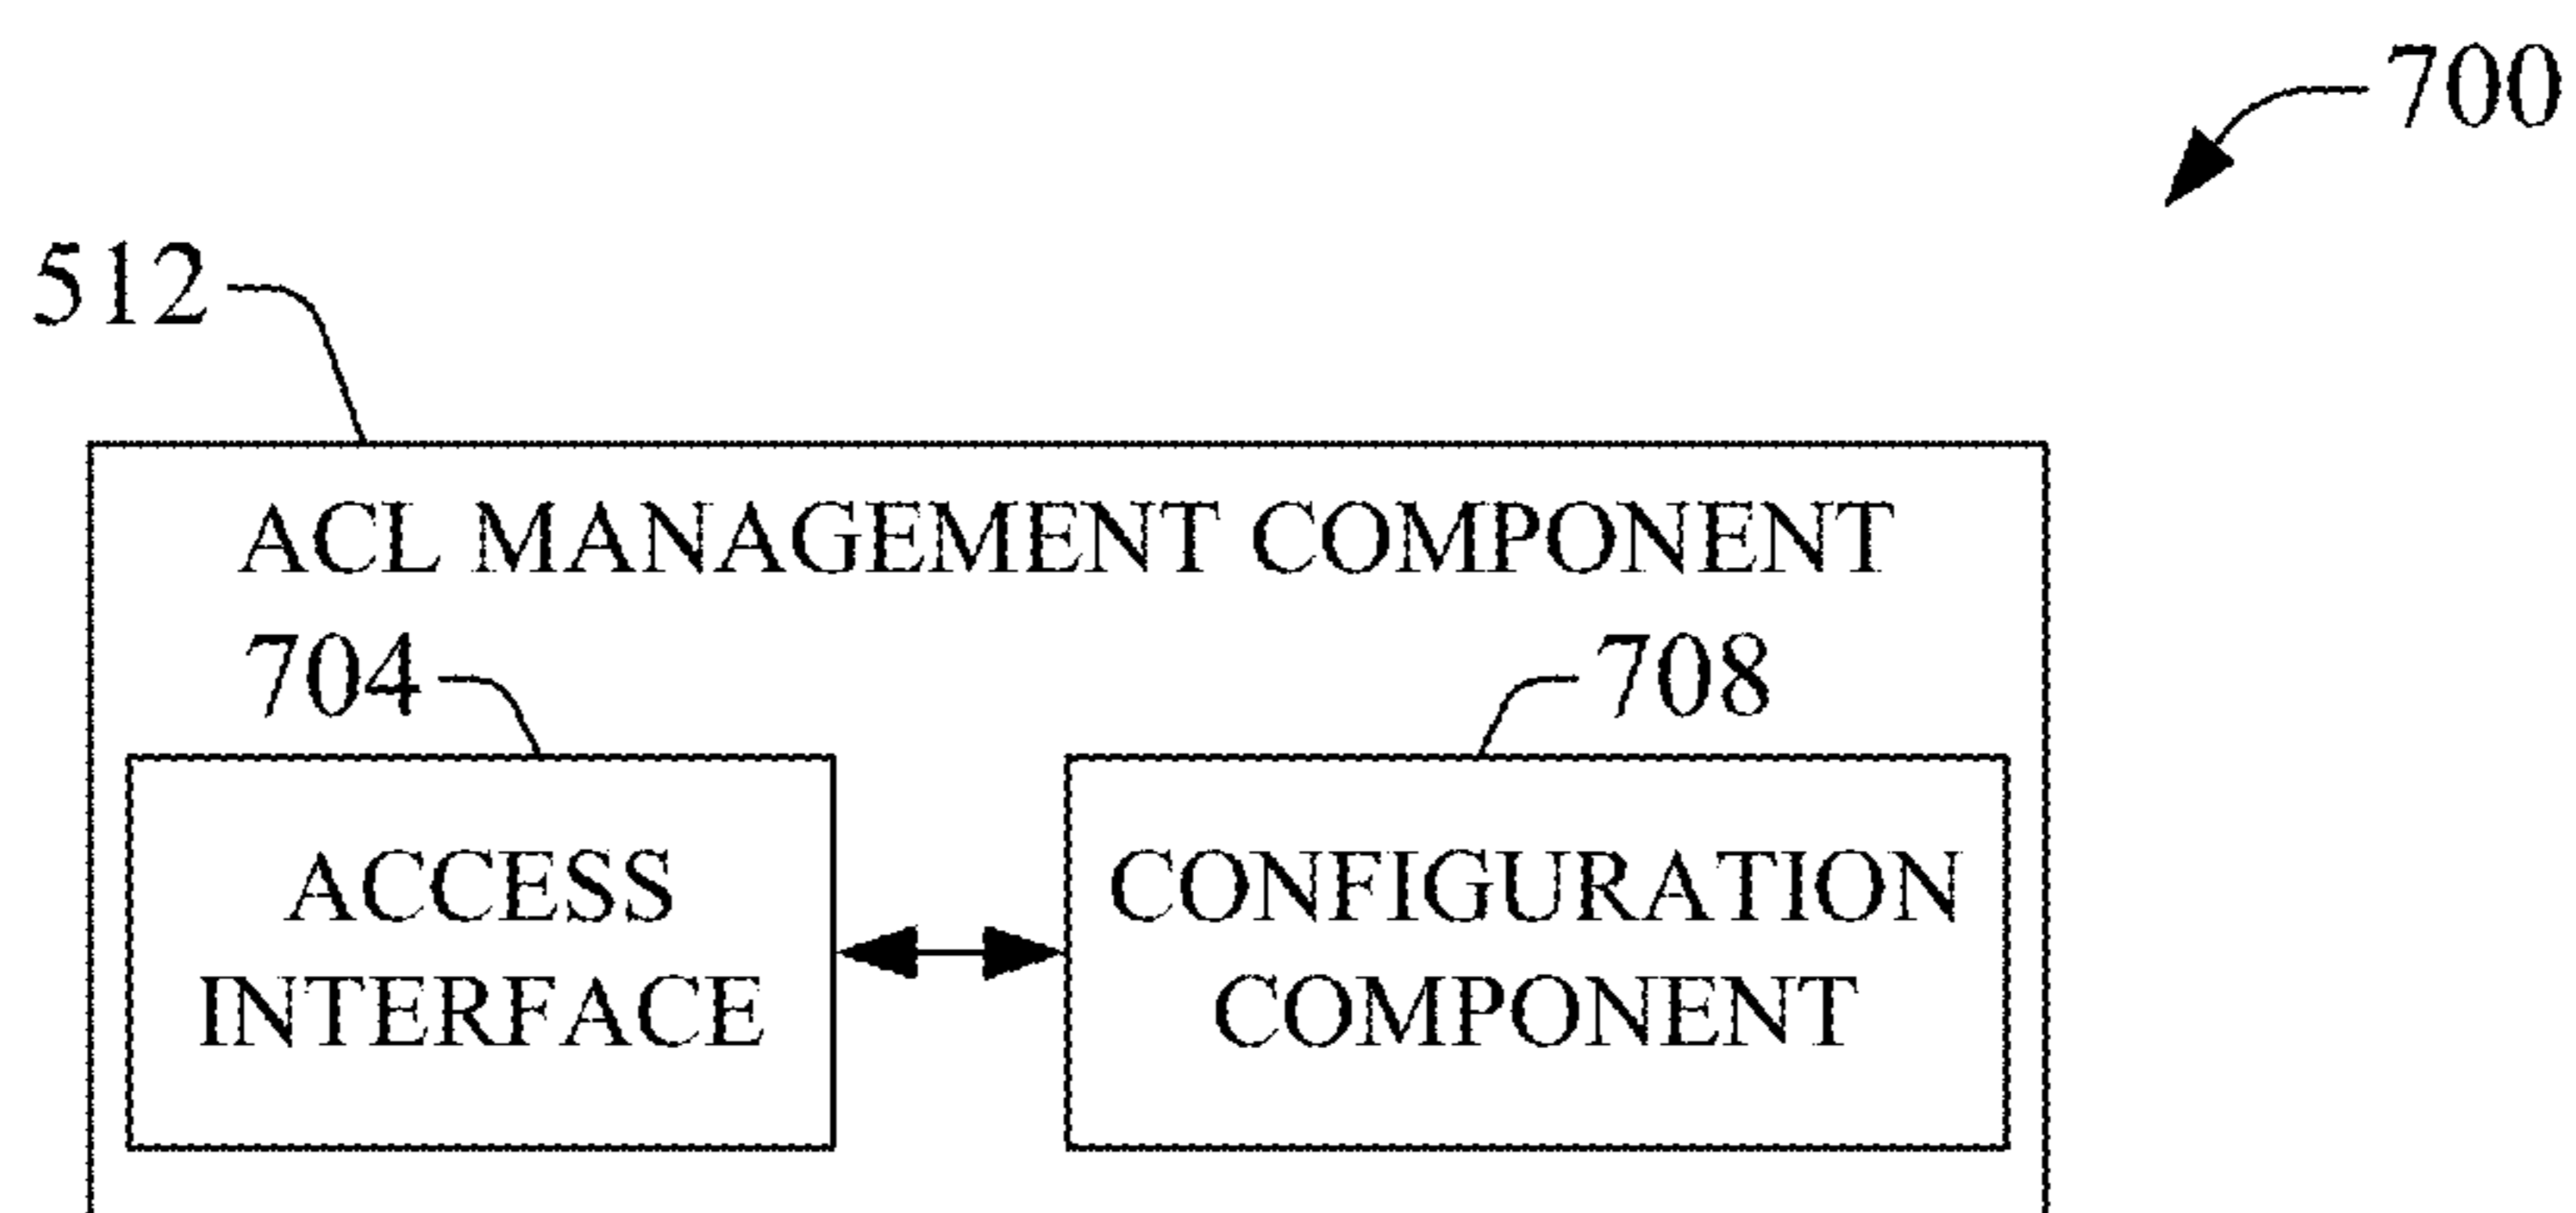 700
512
ACL MANAGEMENT COMPONENT
704
708
ACCESS
INTERFACE
CONFIGURATION
COMPONENT